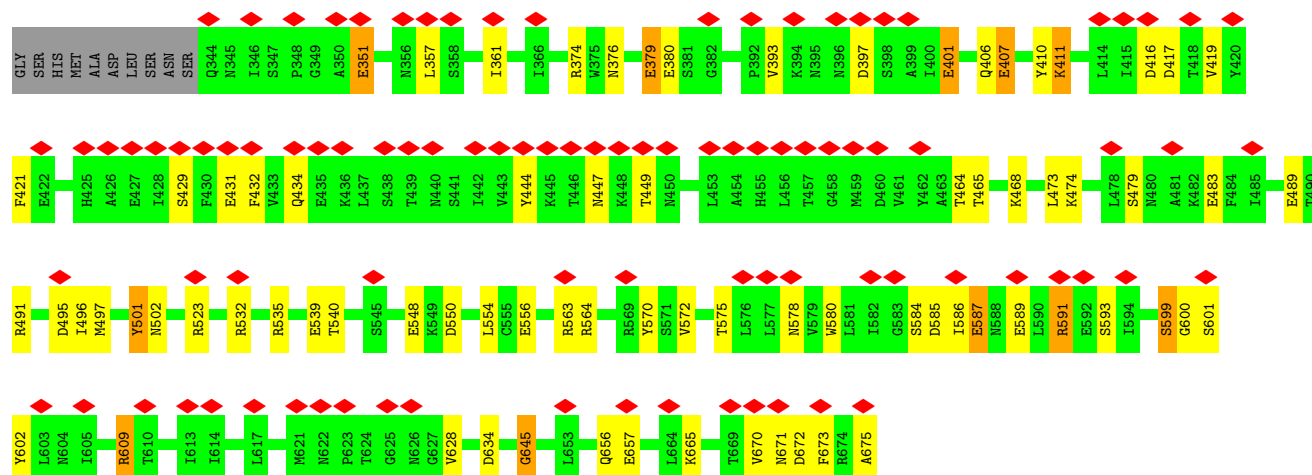 GLY SER HIS MET ALA ASP LEU SER ASN SER Q344 N345 I346 S347 P348 G349 A350 E351 N356 L357 S358 I361 I366 R374 W375 N376 E379 E380 S381 G382 P392 V393 K394 N395 N396 D397 S398 A399 I400 E401 Q406 E407 Y410 K411 L414 I415 D416 D417 T418 V419 Y420
F421 E422 H425 A426 E427 I428 S429 F430 E431 F432 V433 Q434 E435 K436 L437 S438 T439 N440 S441 I442 V443 Y444 K445 T446 N447 K448 T449 N450 L453 A454 H455 L456 T457 G458 M459 D460 V461 Y462 A463 T464 T465 K468 L473 K474 L478 S479 N480 A481 K482 E483 F484 I485 E489 T490
R491 D495 I496 M497 Y501 N502 R523 R532 R535 E539 T540 S545 E548 K549 D550 L554 C555 E556 R563 R564 R569 Y570 S571 V572 T575 L576 L577 N578 V579 W580 L581 I582 G583 S584 D585 I586 E587 N588 E589 L590 R591 E592 S593 I594 S599 G600 S601
Y602 L603 N604 I605 R609 T610 I613 I614 L617 M621 N622 P623 T624 G625 N626 G627 V628 D634 G645 L653 Q656 E657 L664 K665 T669 V670 N671 D672 F673 R674 A675